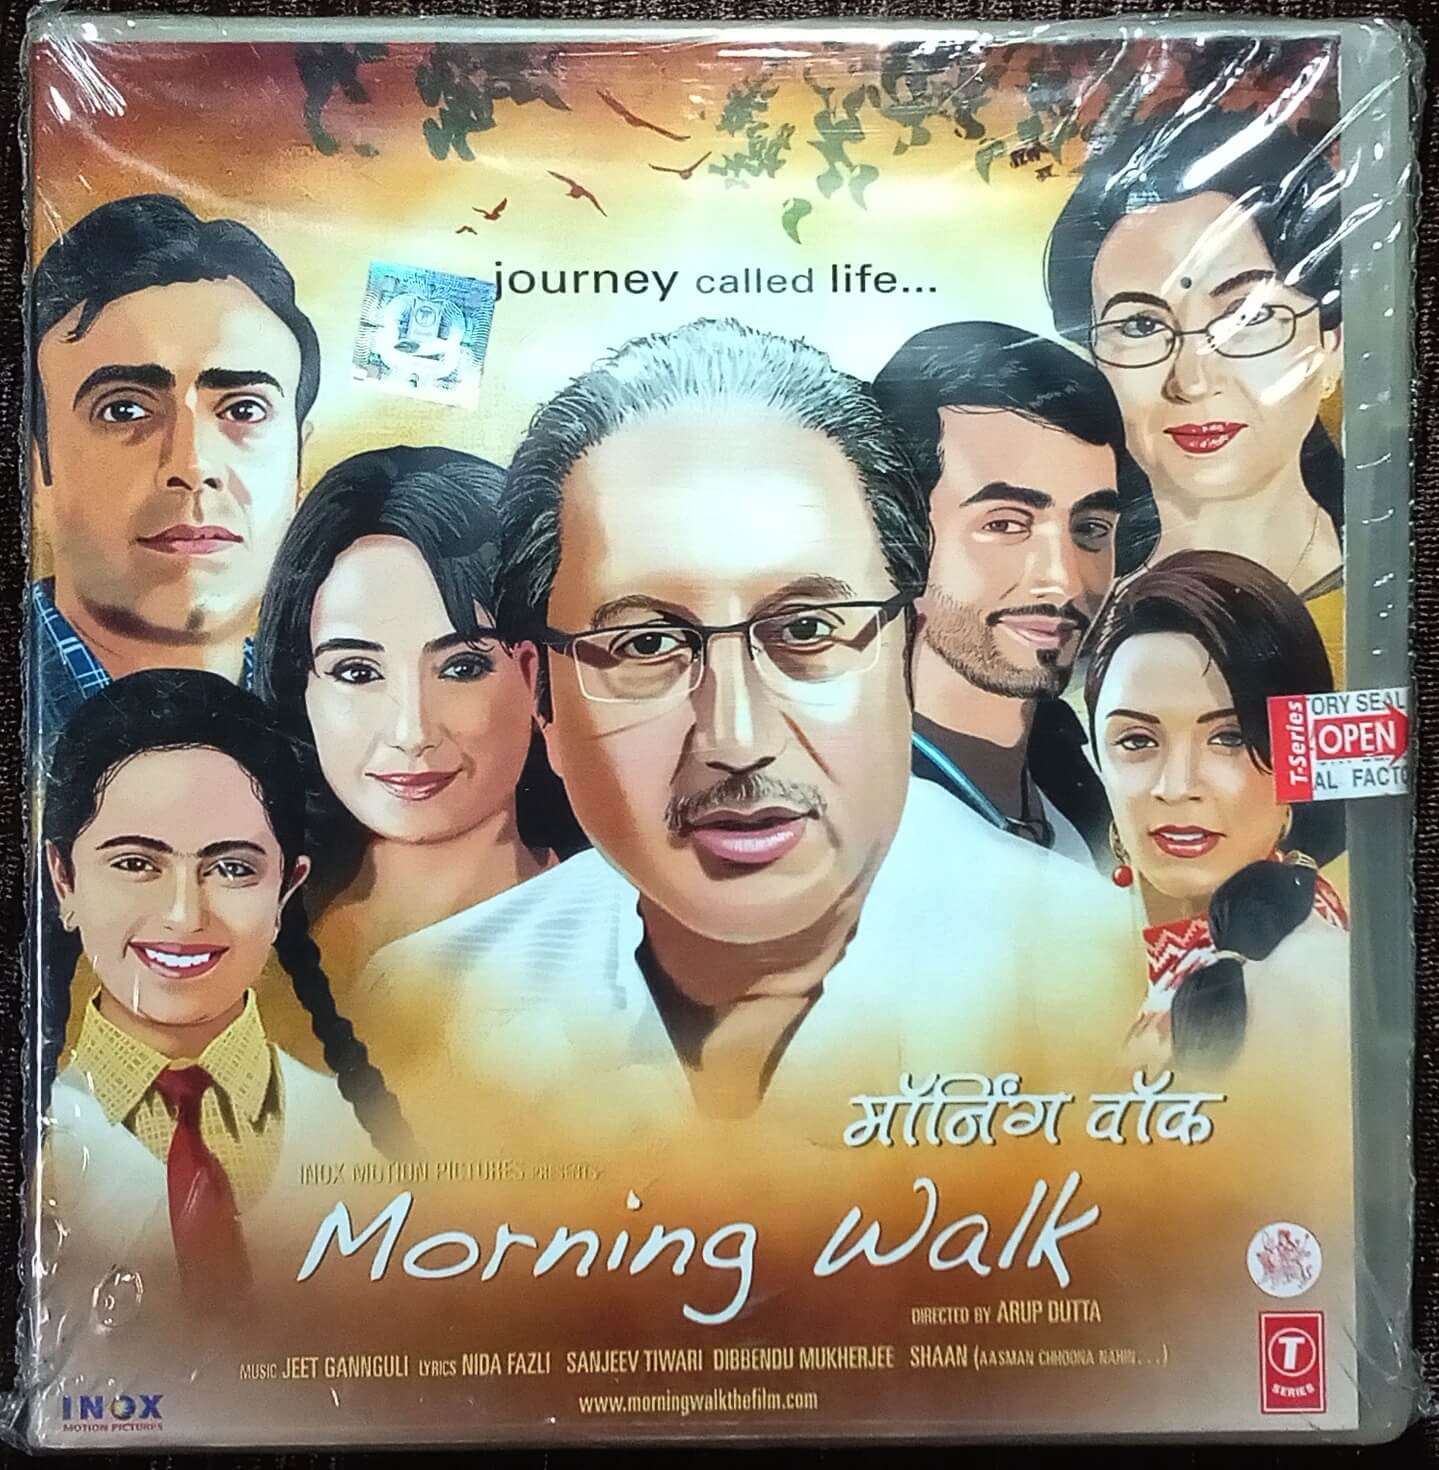 journey called life...
T-Series
ORY SEAL
OPEN
AL FACTO
मॉर्निंग वॉक
INOX MOTION PICTURES PRESENTS
Morning Walk
DIRECTED BY ARUP DUTTA
MUSIC JEET GANNGULI LYRICS NIDA FAZLI SANJEEV TIWARI DIBBENDU MUKHERJEE SHAAN (AASMAN CHHOONA NAHIN...)
www.morningwalkthefilm.com
INOX
MOTION PICTURES
T
SERIES